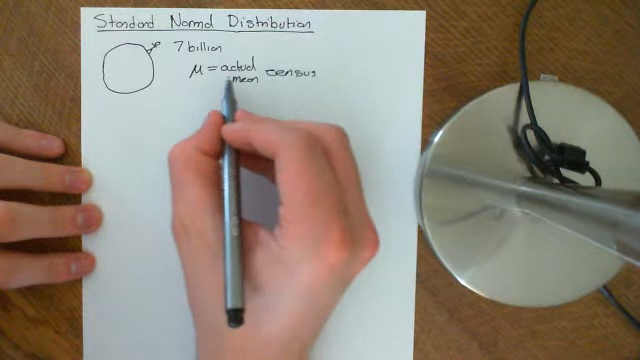 Standard Normal Distribution
7 billion
μ = actual census
mean